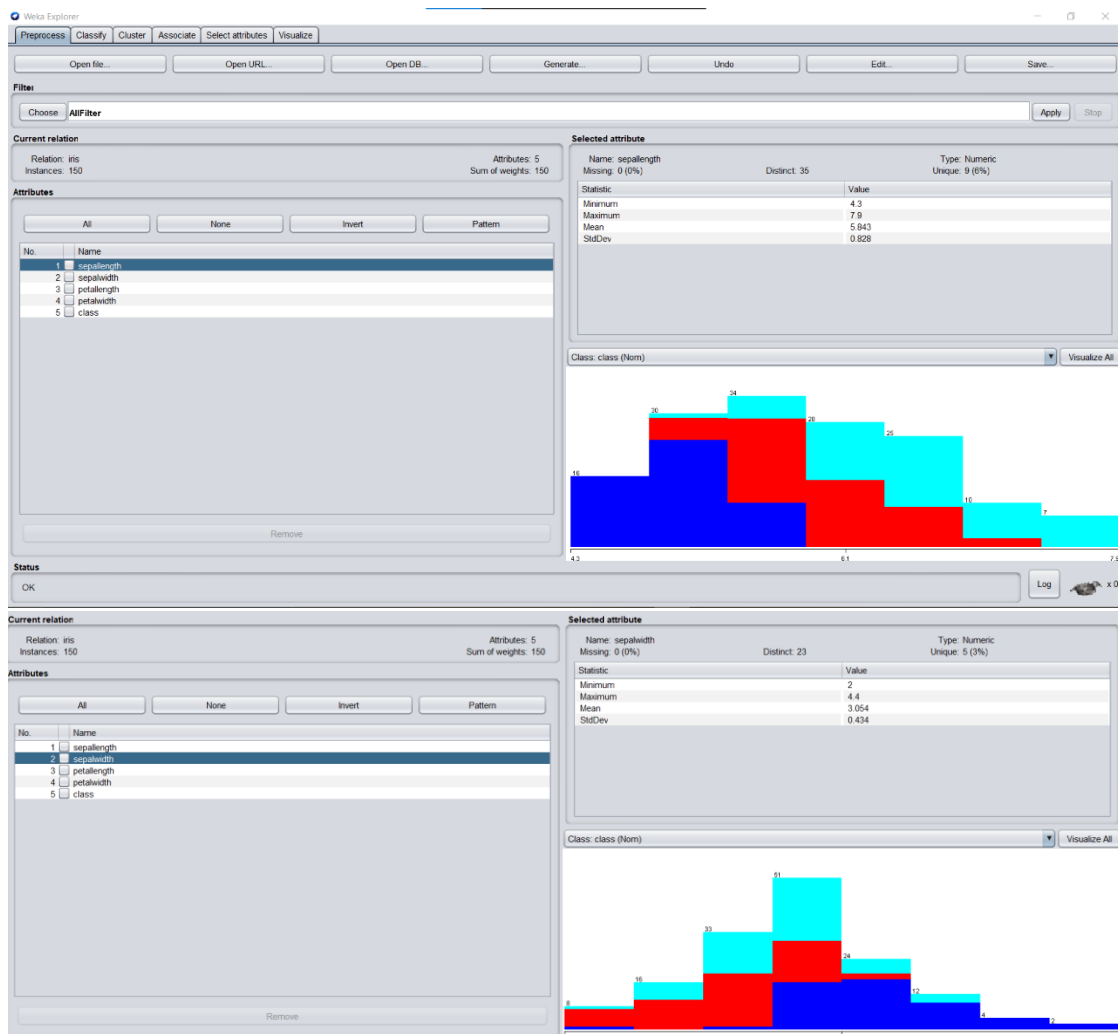 Weka Explorer
Preprocess Classify Cluster Associate Select attributes Visualize
Open file... Open URL... Open DB... Generate... Undo Edit... Save...
Filter
Choose AllFilter Apply Stop
Current relation
Relation: iris Attributes: 5
Instances: 150 Sum of weights: 150
Attributes
All None Invert Pattern
No. Name
1 sepallength
2 sepalwidth
3 petallength
4 petalwidth
5 class
Remove
Selected attribute
Name: sepallength Type: Numeric
Missing: 0 (0%) Distinct: 35 Unique: 9 (6%)
Statistic Value
Minimum 4.3
Maximum 7.9
Mean 5.843
StdDev 0.828
Class: class (Nom) Visualize All
16 30 34 28 25 10 7
4.3 6.1 7.9
Status
OK Log x 0
Current relation
Relation: iris Attributes: 5
Instances: 150 Sum of weights: 150
Attributes
All None Invert Pattern
No. Name
1 sepallength
2 sepalwidth
3 petallength
4 petalwidth
5 class
Remove
Selected attribute
Name: sepalwidth Type: Numeric
Missing: 0 (0%) Distinct: 23 Unique: 5 (3%)
Statistic Value
Minimum 2
Maximum 4.4
Mean 3.054
StdDev 0.434
Class: class (Nom) Visualize All
8 16 33 51 24 12 4 2